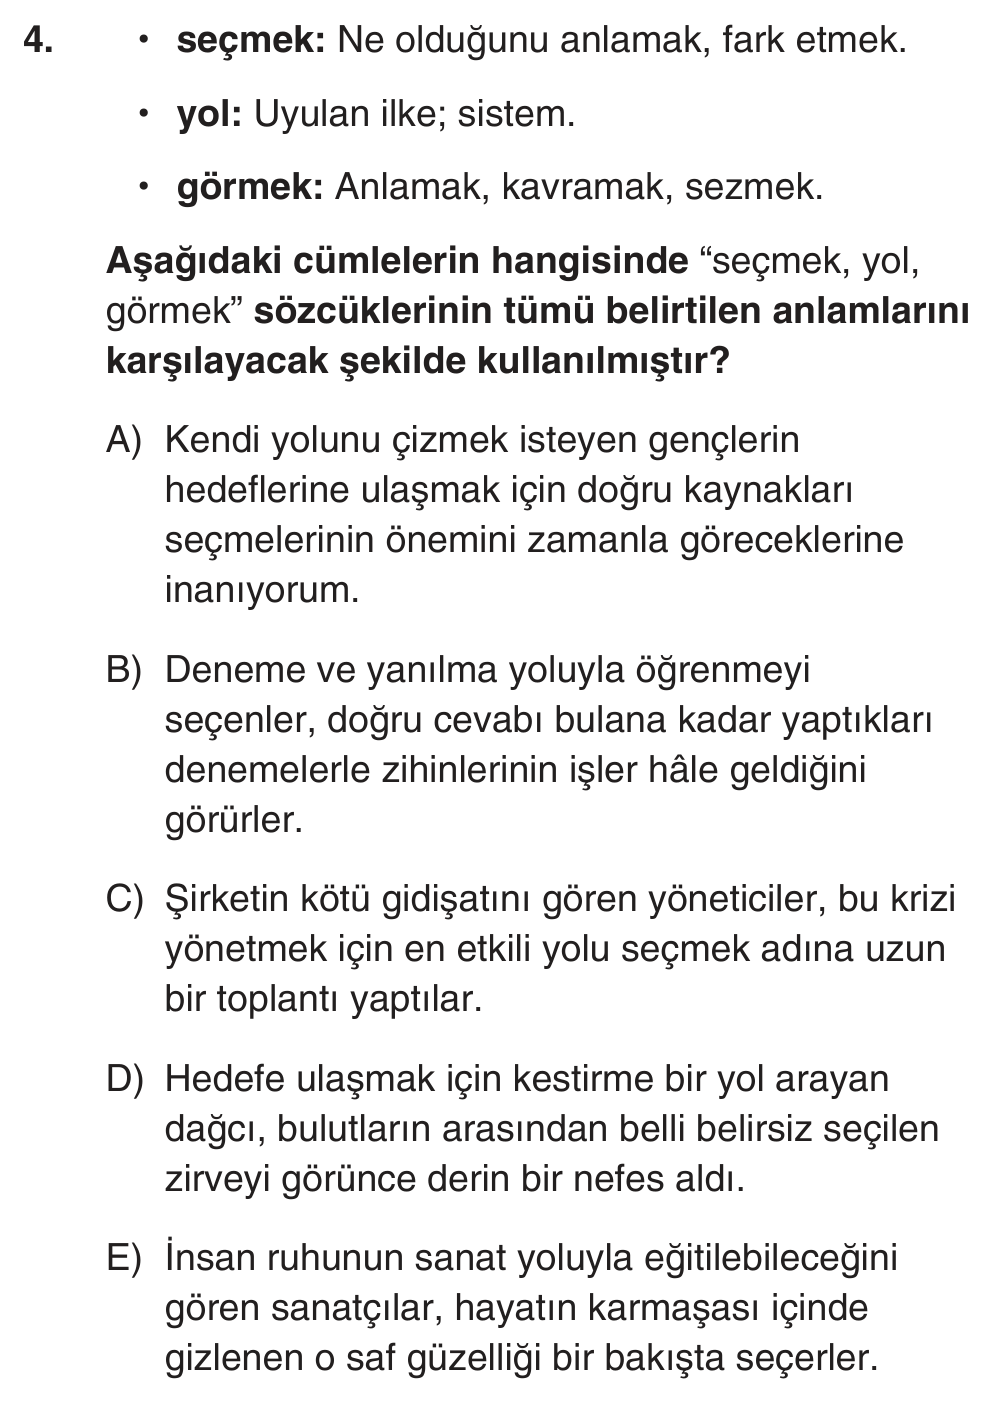 4. • seçmek: Ne olduğunu anlamak, fark etmek.
• yol: Uyulan ilke; sistem.
• görmek: Anlamak, kavramak, sezmek.
Aşağıdaki cümlelerin hangisinde “seçmek, yol,
görmek” sözcüklerinin tümü belirtilen anlamlarını
karşılayacak şekilde kullanılmıştır?
A) Kendi yolunu çizmek isteyen gençlerin
hedeflerine ulaşmak için doğru kaynakları
seçmelerinin önemini zamanla göreceklerine
inanıyorum.
B) Deneme ve yanılma yoluyla öğrenmeyi
seçenler, doğru cevabı bulana kadar yaptıkları
denemelerle zihinlerinin işler hâle geldiğini
görürler.
C) Şirketin kötü gidişatını gören yöneticiler, bu krizi
yönetmek için en etkili yolu seçmek adına uzun
bir toplantı yaptılar.
D) Hedefe ulaşmak için kestirme bir yol arayan
dağcı, bulutların arasından belli belirsiz seçilen
zirveyi görünce derin bir nefes aldı.
E) İnsan ruhunun sanat yoluyla eğitilebileceğini
gören sanatçılar, hayatın karmaşası içinde
gizlenen o saf güzelliği bir bakışta seçerler.